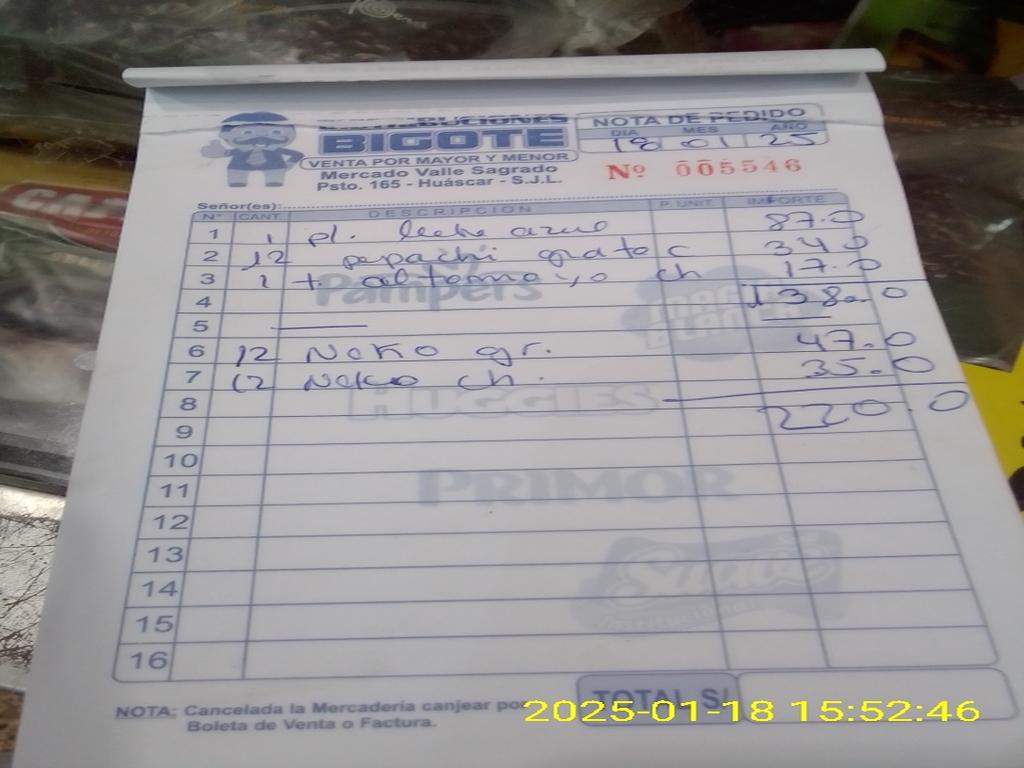 BIGOTE
VENTA POR MAYOR Y MENOR
Mercado Valle Sagrado
Psto. 165 - Huáscar - S.J.L.
NOTA DE PEDIDO
DIA MES AÑO
18 01 25
Nº 005546
Señor(es):
N° CANT. DESCRIPCION P. UNIT. IMPORTE
1 1 pl. leche azul 87.0
2 12 C 34.0
3 1 + altomayo ch 17.0
4 138.0
5
6 12 Noko gr. 47.0
7 12 Noko ch. 35.0
8 220.0
9
10
11
12
13
14
15
16
Pampers
HUGGIES
PRIMOR
Suave
TOTAL S/
NOTA: Cancelada la Mercadería canjear por
Boleta de Venta o Factura.
2025-01-18 15:52:46